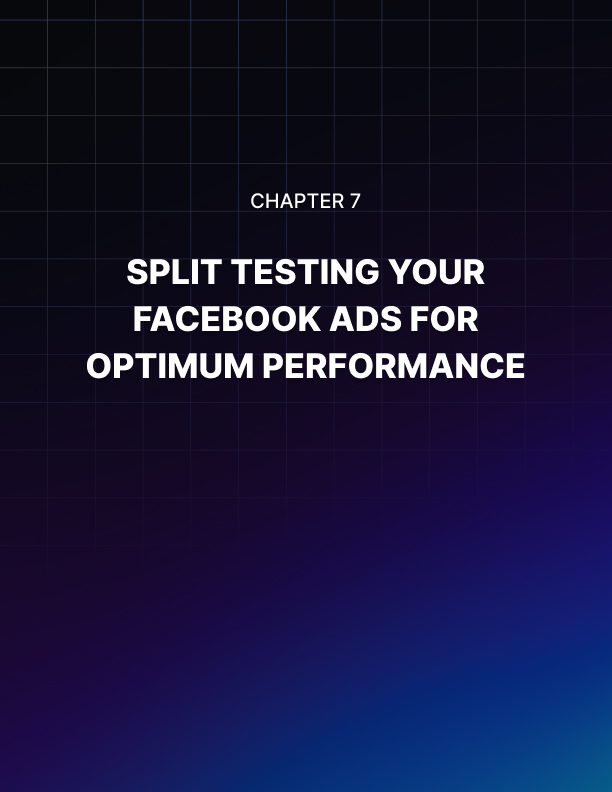 CHAPTER 7
SPLIT TESTING YOUR
FACEBOOK ADS FOR
OPTIMUM PERFORMANCE